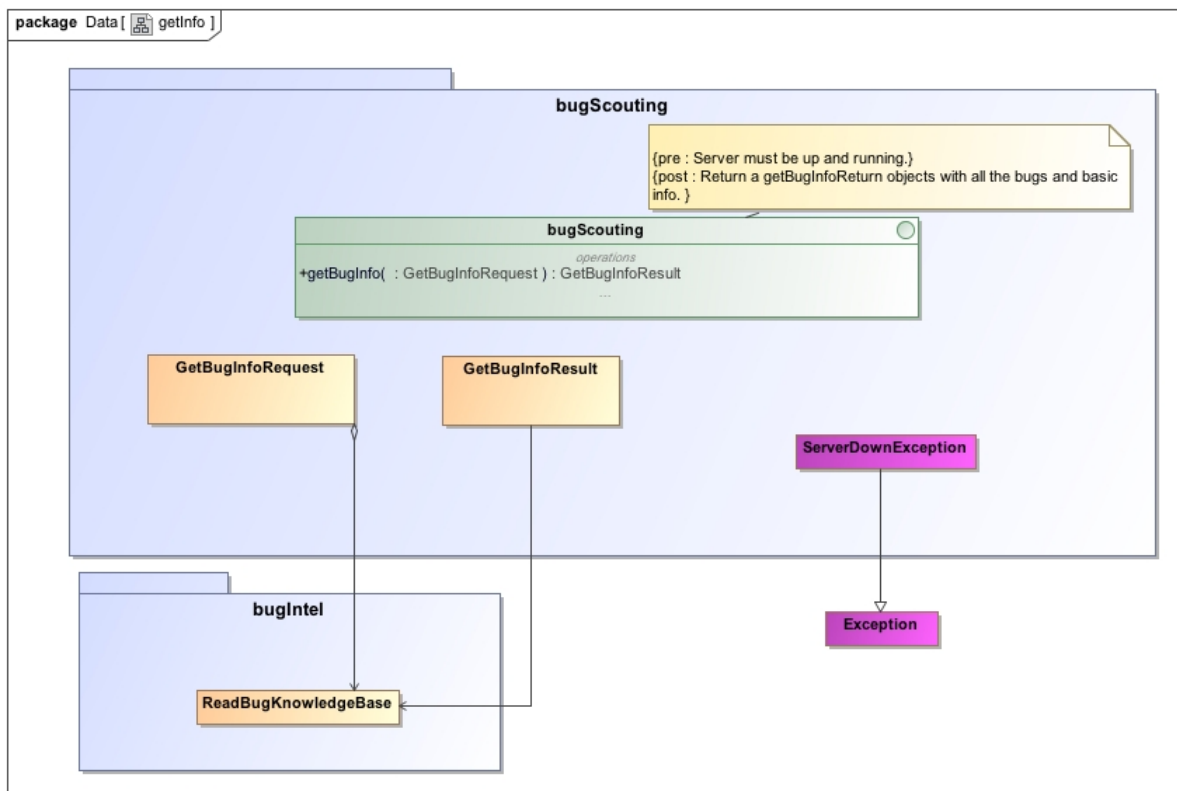 package Data [ getInfo ]
bugScouting
{pre : Server must be up and running.}
{post : Return a getBugInfoReturn objects with all the bugs and basic
info. }
bugScouting
operations
+getBugInfo( : GetBugInfoRequest ) : GetBugInfoResult
...
GetBugInfoRequest
GetBugInfoResult
ServerDownException
bugIntel
Exception
ReadBugKnowledgeBase